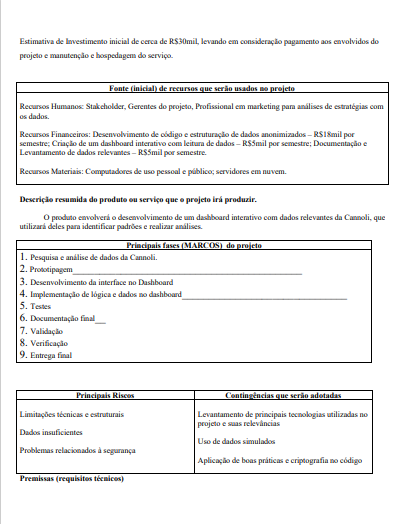 Estimativa de Investimento inicial de cerca de R$30mil, levando em consideração pagamento aos envolvidos do
projeto e manutenção e hospedagem do serviço.
Fonte (inicial) de recursos que serão usados no projeto
Recursos Humanos: Stakeholder, Gerentes do projeto, Profissional em marketing para análises de estratégias com
os dados.
Recursos Financeiros: Desenvolvimento de código e estruturação de dados anonimizados – R$18mil por
semestre; Criação de um dashboard interativo com leitura de dados – R$5mil por semestre; Documentação e
Levantamento de dados relevantes – R$5mil por semestre.
Recursos Materiais: Computadores de uso pessoal e público; servidores em nuvem.
Descrição resumida do produto ou serviço que o projeto irá produzir.
O produto envolverá o desenvolvimento de um dashboard interativo com dados relevantes da Cannoli, que
utilizará deles para identificar padrões e realizar análises.
Principais fases (MARCOS) do projeto
1. Pesquisa e análise de dados da Cannoli.
2. Prototipagem
3. Desenvolvimento da interface no Dashboard
4. Implementação de lógica e dados no dashboard
5. Testes
6. Documentação final
7. Validação
8. Verificação
9. Entrega final
Principais Riscos
Contingências que serão adotadas
Limitações técnicas e estruturais
Levantamento de principais tecnologias utilizadas no
projeto e suas relevâncias
Dados insuficientes
Uso de dados simulados
Problemas relacionados à segurança
Aplicação de boas práticas e criptografia no código
Premissas (requisitos técnicos)